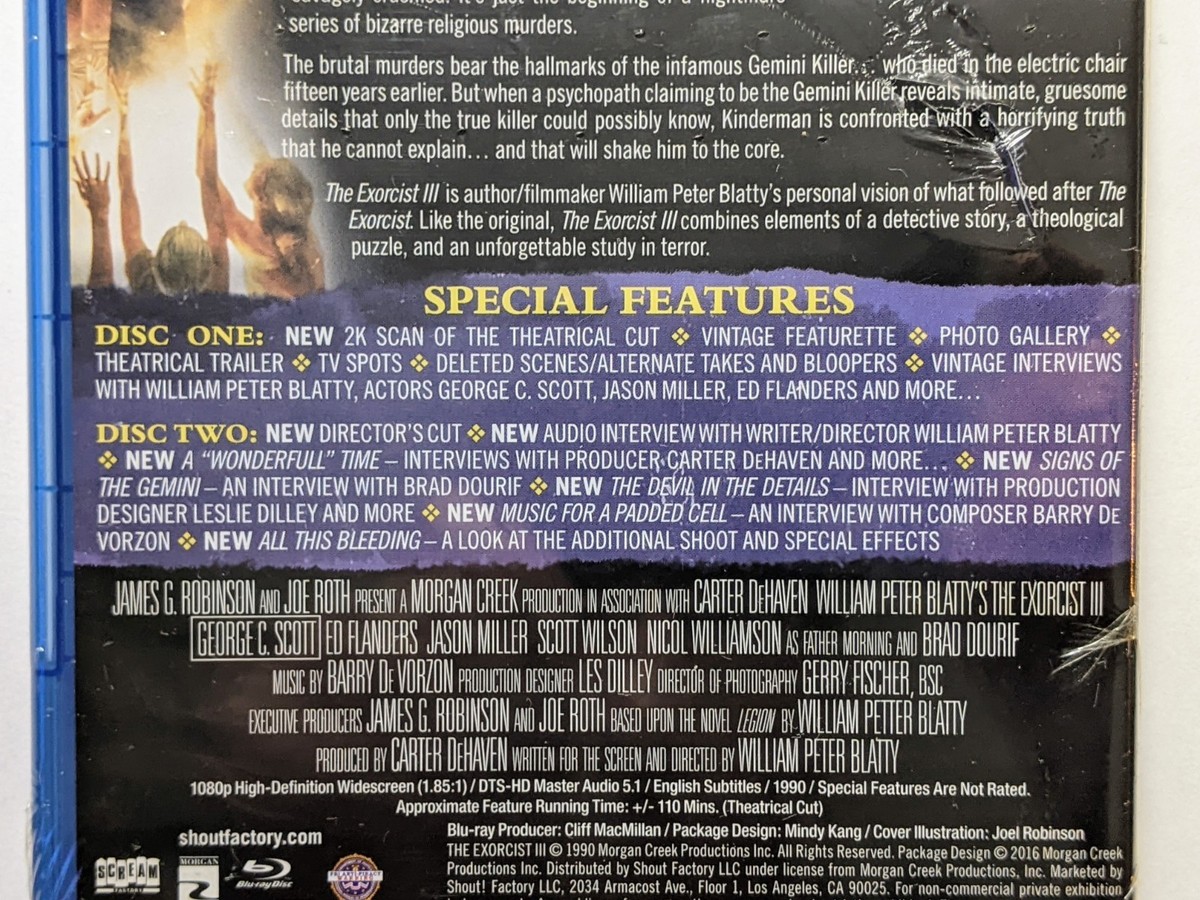 series of bizarre religious murders.
The brutal murders bear the hallmarks of the infamous Gemini Killer... who died in the electric chair
fifteen years earlier. But when a psychopath claiming to be the Gemini Killer reveals intimate, gruesome
details that only the true killer could possibly know, Kinderman is confronted with a horrifying truth
that he cannot explain... and that will shake him to the core.
The Exorcist III is author/filmmaker William Peter Blatty's personal vision of what followed after The
Exorcist. Like the original, The Exorcist III combines elements of a detective story, a theological
puzzle, and an unforgettable study in terror.
SPECIAL FEATURES
DISC ONE: NEW 2K SCAN OF THE THEATRICAL CUT ❖ VINTAGE FEATURETTE ❖ PHOTO GALLERY ❖
THEATRICAL TRAILER ❖ TV SPOTS ❖ DELETED SCENES/ALTERNATE TAKES AND BLOOPERS ❖ VINTAGE INTERVIEWS
WITH WILLIAM PETER BLATTY, ACTORS GEORGE C. SCOTT, JASON MILLER, ED FLANDERS AND MORE...
DISC TWO: NEW DIRECTOR'S CUT ❖ NEW AUDIO INTERVIEW WITH WRITER/DIRECTOR WILLIAM PETER BLATTY
❖ NEW A "WONDERFULL" TIME – INTERVIEWS WITH PRODUCER CARTER DEHAVEN AND MORE... ❖ NEW SIGNS OF
THE GEMINI – AN INTERVIEW WITH BRAD DOURIF ❖ NEW THE DEVIL IN THE DETAILS – INTERVIEW WITH PRODUCTION
DESIGNER LESLIE DILLEY AND MORE ❖ NEW MUSIC FOR A PADDED CELL – AN INTERVIEW WITH COMPOSER BARRY DE
VORZON ❖ NEW ALL THIS BLEEDING – A LOOK AT THE ADDITIONAL SHOOT AND SPECIAL EFFECTS
JAMES G. ROBINSON AND JOE ROTH PRESENT A MORGAN CREEK PRODUCTION IN ASSOCIATION WITH CARTER DEHAVEN WILLIAM PETER BLATTY'S THE EXORCIST III
GEORGE C. SCOTT ED FLANDERS JASON MILLER SCOTT WILSON NICOL WILLIAMSON AS FATHER MORNING AND BRAD DOURIF
MUSIC BY BARRY DE VORZON PRODUCTION DESIGNER LES DILLEY DIRECTOR OF PHOTOGRAPHY GERRY FISCHER, BSC
EXECUTIVE PRODUCERS JAMES G. ROBINSON AND JOE ROTH BASED UPON THE NOVEL LEGION BY WILLIAM PETTER BLATTY
PRODUCED BY CARTER DEHAVEN WRITTEN FOR THE SCREEN AND DIRECTED BY WILLIAM PETER BLATTY
1080p High-Definition Widescreen (1.85:1) / DTS-HD Master Audio 5.1 / English Subtitles / 1990 / Special Features Are Not Rated.
Approximate Feature Running Time: +/- 110 Mins. (Theatrical Cut)
shoutfactory.com
SCREAM
FACTORY
MORGAN
Blu-ray Disc
Blu-ray Producer: Cliff MacMillan / Package Design: Mindy Kang / Cover Illustration: Joel Robinson
THE EXORCIST III © 1990 Morgan Creek Productions Inc. All Rights Reserved. Package Design © 2016 Morgan Creek
Productions Inc. Distributed by Shout Factory LLC under license from Morgan Creek Productions, Inc. Marketed by
Shout! Factory LLC, 2034 Armacost Ave., Floor 1, Los Angeles, CA 90025. For non-commercial private exhibition